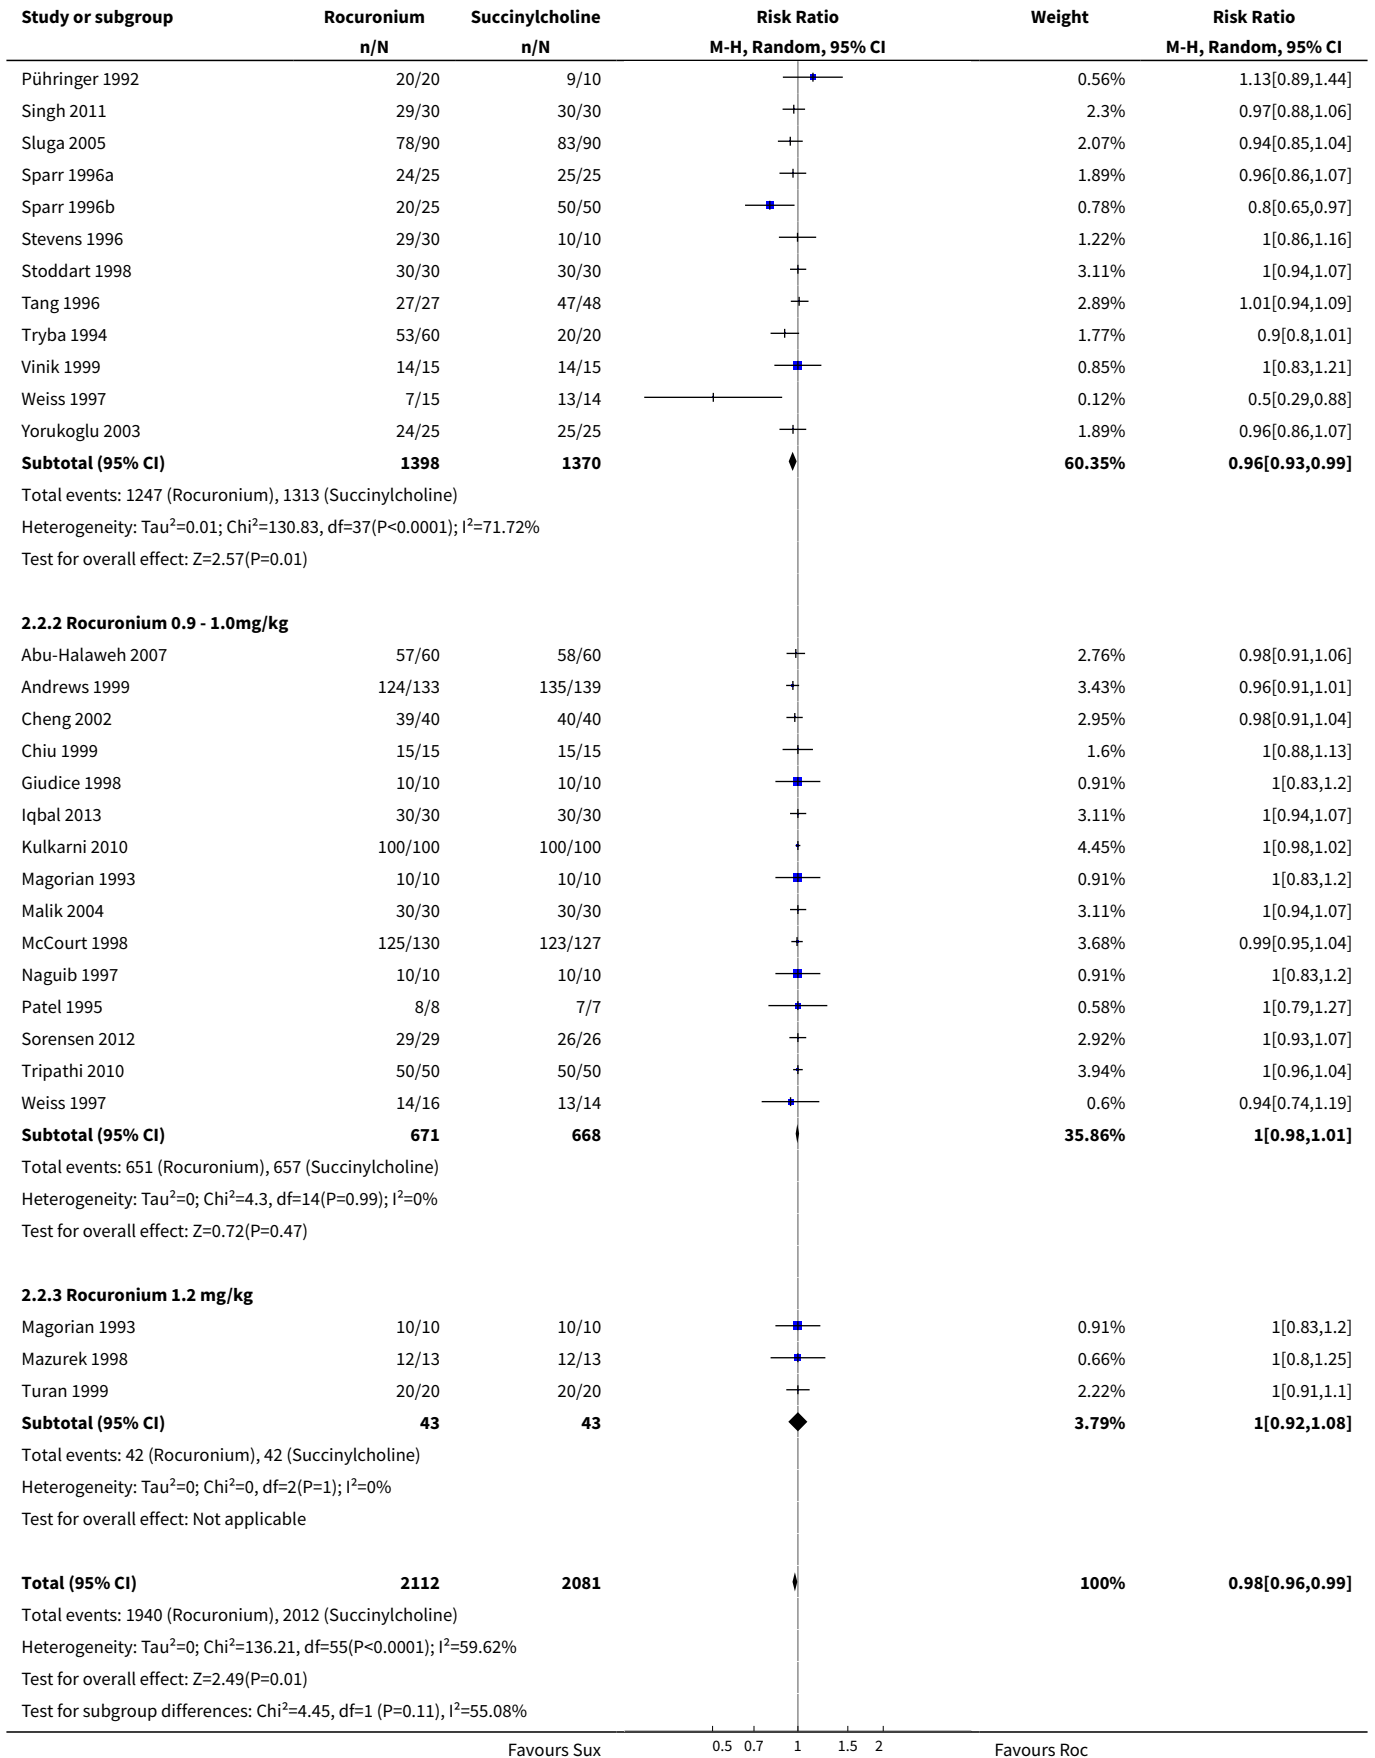 Study or subgroup Rocuronium Succinylcholine Risk Ratio Weight Risk Ratio
n/N n/N M-H, Random, 95% CI M-H, Random, 95% CI
Pühringer 1992 20/20 9/10 0.56% 1.13[0.89,1.44]
Singh 2011 29/30 30/30 2.3% 0.97[0.88,1.06]
Sluga 2005 78/90 83/90 2.07% 0.94[0.85,1.04]
Sparr 1996a 24/25 25/25 1.89% 0.96[0.86,1.07]
Sparr 1996b 20/25 50/50 0.78% 0.8[0.65,0.97]
Stevens 1996 29/30 10/10 1.22% 1[0.86,1.16]
Stoddart 1998 30/30 30/30 3.11% 1[0.94,1.07]
Tang 1996 27/27 47/48 2.89% 1.01[0.94,1.09]
Tryba 1994 53/60 20/20 1.77% 0.9[0.8,1.01]
Vinik 1999 14/15 14/15 0.85% 1[0.83,1.21]
Weiss 1997 7/15 13/14 0.12% 0.5[0.29,0.88]
Yorukoglu 2003 24/25 25/25 1.89% 0.96[0.86,1.07]
Subtotal (95% CI) 1398 1370 60.35% 0.96[0.93,0.99]
Total events: 1247 (Rocuronium), 1313 (Succinylcholine)
Heterogeneity: Tau²=0.01; Chi²=130.83, df=37(P<0.0001); I²=71.72%
Test for overall effect: Z=2.57(P=0.01)
2.2.2 Rocuronium 0.9 - 1.0mg/kg
Abu-Halaweh 2007 57/60 58/60 2.76% 0.98[0.91,1.06]
Andrews 1999 124/133 135/139 3.43% 0.96[0.91,1.01]
Cheng 2002 39/40 40/40 2.95% 0.98[0.91,1.04]
Chiu 1999 15/15 15/15 1.6% 1[0.88,1.13]
Giudice 1998 10/10 10/10 0.91% 1[0.83,1.2]
Iqbal 2013 30/30 30/30 3.11% 1[0.94,1.07]
Kulkarni 2010 100/100 100/100 4.45% 1[0.98,1.02]
Magorian 1993 10/10 10/10 0.91% 1[0.83,1.2]
Malik 2004 30/30 30/30 3.11% 1[0.94,1.07]
McCourt 1998 125/130 123/127 3.68% 0.99[0.95,1.04]
Naguib 1997 10/10 10/10 0.91% 1[0.83,1.2]
Patel 1995 8/8 7/7 0.58% 1[0.79,1.27]
Sorensen 2012 29/29 26/26 2.92% 1[0.93,1.07]
Tripathi 2010 50/50 50/50 3.94% 1[0.96,1.04]
Weiss 1997 14/16 13/14 0.6% 0.94[0.74,1.19]
Subtotal (95% CI) 671 668 35.86% 1[0.98,1.01]
Total events: 651 (Rocuronium), 657 (Succinylcholine)
Heterogeneity: Tau²=0; Chi²=4.3, df=14(P=0.99); I²=0%
Test for overall effect: Z=0.72(P=0.47)
2.2.3 Rocuronium 1.2 mg/kg
Magorian 1993 10/10 10/10 0.91% 1[0.83,1.2]
Mazurek 1998 12/13 12/13 0.66% 1[0.8,1.25]
Turan 1999 20/20 20/20 2.22% 1[0.91,1.1]
Subtotal (95% CI) 43 43 3.79% 1[0.92,1.08]
Total events: 42 (Rocuronium), 42 (Succinylcholine)
Heterogeneity: Tau²=0; Chi²=0, df=2(P=1); I²=0%
Test for overall effect: Not applicable
Total (95% CI) 2112 2081 100% 0.98[0.96,0.99]
Total events: 1940 (Rocuronium), 2012 (Succinylcholine)
Heterogeneity: Tau²=0; Chi²=136.21, df=55(P<0.0001); I²=59.62%
Test for overall effect: Z=2.49(P=0.01)
Test for subgroup differences: Chi²=4.45, df=1 (P=0.11), I²=55.08%
Favours Sux 0.5 0.7 1 1.5 2 Favours Roc